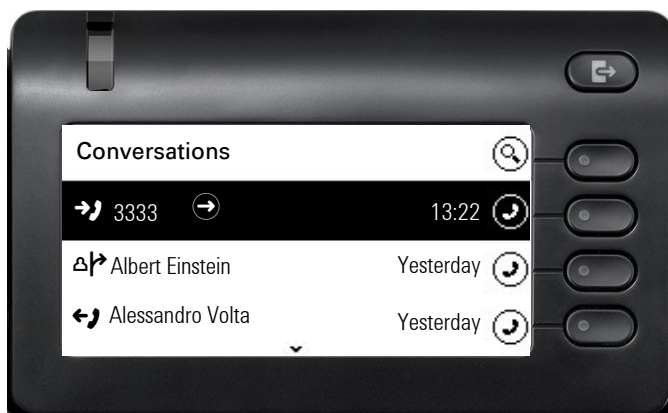 Conversations
3333 13:22
Albert Einstein Yesterday
Alessandro Volta Yesterday